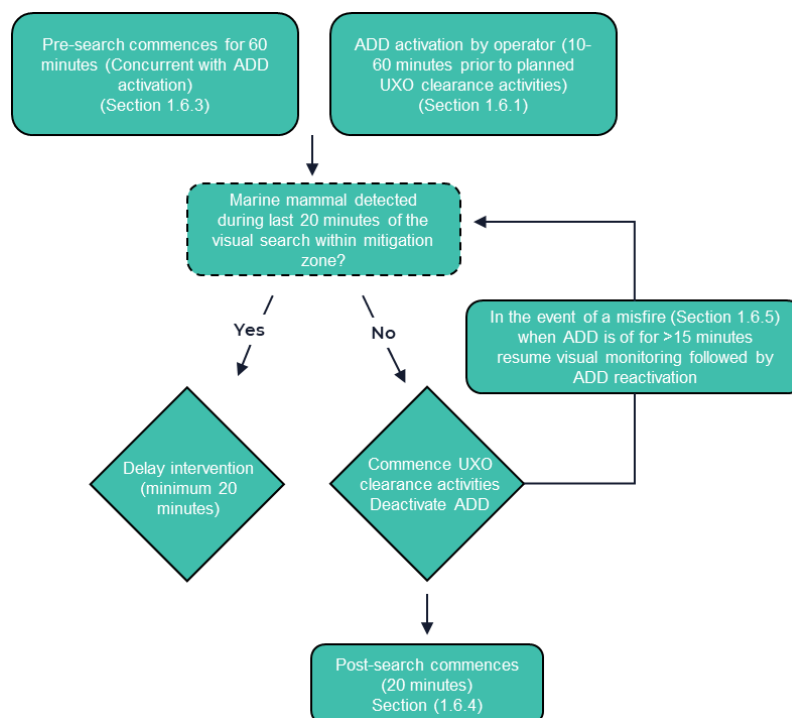 Pre-search commences for 60
minutes (Concurrent with ADD
activation)
(Section 1.6.3)
ADD activation by operator (10-
60 minutes prior to planned
UXO clearance activities)
(Section 1.6.1)
Marine mammal detected
during last 20 minutes of the
visual search within mitigation
zone?
Yes
No
In the event of a misfire (Section 1.6.5)
when ADD is of for >15 minutes
resume visual monitoring followed by
ADD reactivation
Delay intervention
(minimum 20
minutes)
Commence UXO
clearance activities
Deactivate ADD
Post-search commences
(20 minutes)
Section (1.6.4)